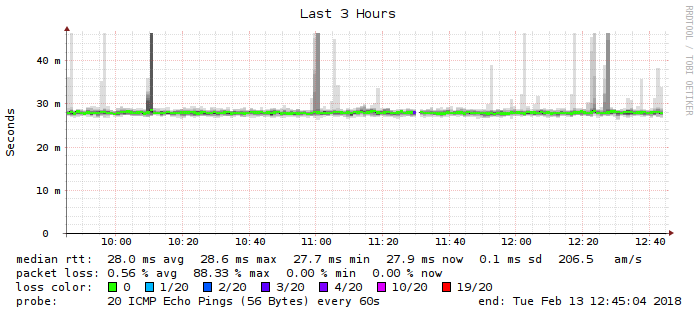 Last 3 Hours
RRDTOOL / TOBI OETIKER
Seconds
40 m
30 m
20 m
10 m
0
10:00 10:20 10:40 11:00 11:20 11:40 12:00 12:20 12:40
median rtt: 28.0 ms avg 28.6 ms max 27.7 ms min 27.9 ms now 0.1 ms sd 206.5 am/s
packet loss: 0.56 % avg 88.33 % max 0.00 % min 0.00 % now
loss color: 0 1/20 2/20 3/20 4/20 10/20 19/20
probe: 20 ICMP Echo Pings (56 Bytes) every 60s end: Tue Feb 13 12:45:04 2018